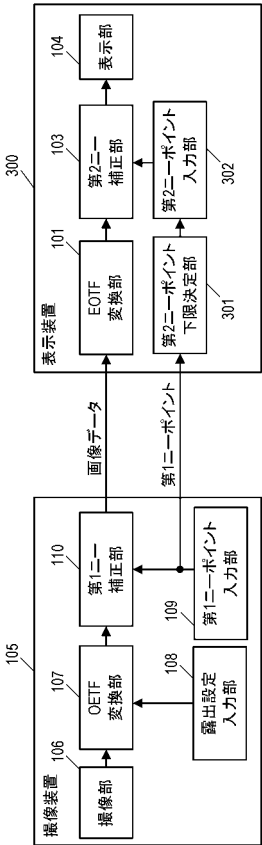 105
撮像装置
106
撮像部
107
OETF
変換部
110
第1ニー
補正部
108
露出設定
入力部
109
第1ニーポイント
入力部
画像データ
第1ニーポイント
300
表示装置
101
EOTF
変換部
103
第2ニー
補正部
104
表示部
第2ニーポイント
下限決定部
301
第2ニーポイント
入力部
302